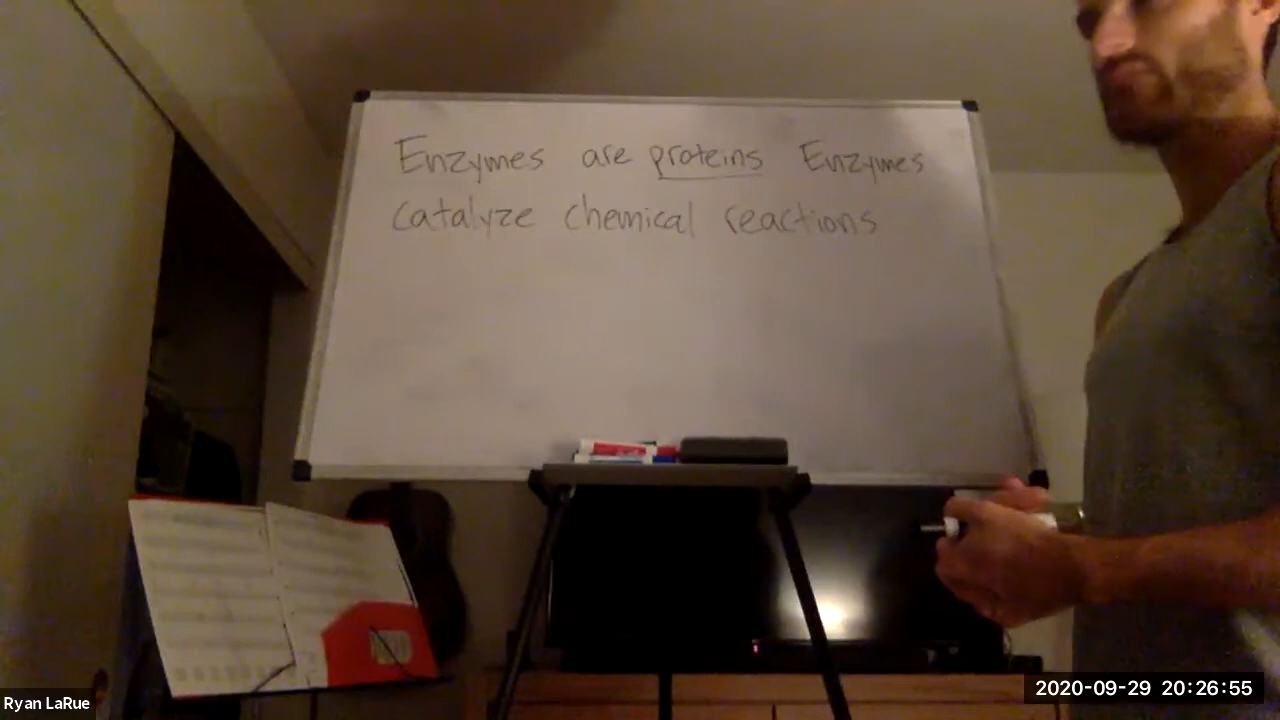 Enzymes are proteins Enzymes
catalyze chemical reactions
Ryan LaRue
2020-09-29 20:26:55